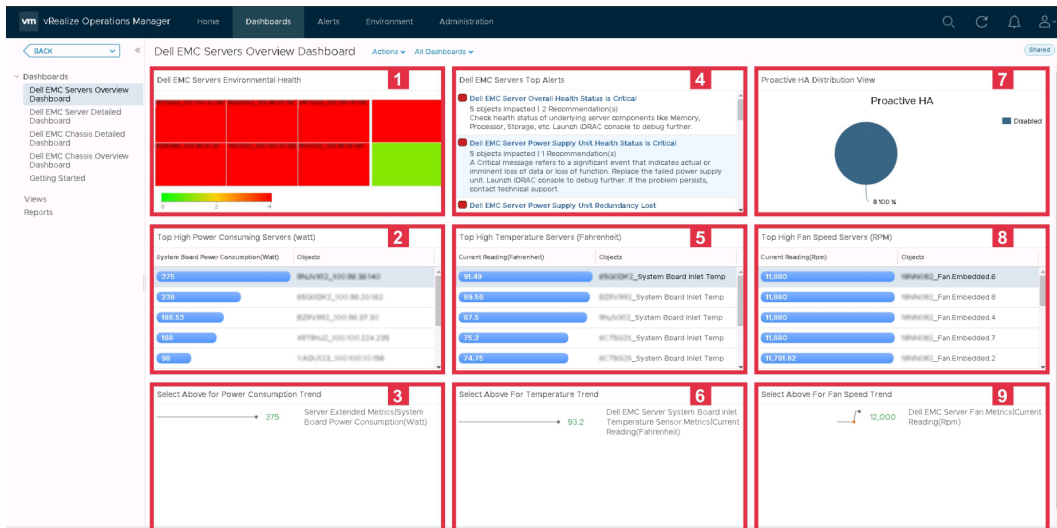 vm vRealize Operations Manager Home Dashboards Alerts Environment Administration
BACK
Dell EMC Servers Overview Dashboard Actions All Dashboards Shared
Dashboards
Dell EMC Servers Overview
Dashboard
Dell EMC Server Detailed
Dashboard
Dell EMC Chassis Detailed
Dashboard
Dell EMC Chassis Overview
Dashboard
Getting Started
Views
Reports
Dell EMC Servers Environmental Health 1
0 2 4
Dell EMC Servers Top Alerts 4
Dell EMC Server Overall Health Status is Critical
5 objects impacted | 2 Recommendation(s)
Check health status of underlying server components like Memory,
Processor, Storage, etc. Launch iDRAC console to debug further.
Dell EMC Server Power Supply Unit Health Status is Critical
5 objects impacted | 1 Recommendation(s)
A Critical message refers to a significant event that indicates actual or
imminent loss of data or loss of function. Replace the failed power supply
unit. Launch iDRAC console to debug further. If the problem persists,
contact technical support.
Dell EMC Server Power Supply Unit Redundancy Lost
Proactive HA Distribution View 7
Proactive HA
Disabled
8 100 %
Top High Power Consuming Servers (watt) 2
System Board Power Consumption(Watt) Objects
375
238
188.53
188
98
Top High Temperature Servers (Fahrenheit) 5
Current Reading(Fahrenheit) Objects
91.49 _System Board Inlet Temp
89.58 _System Board Inlet Temp
87.5 _System Board Inlet Temp
75.2 _System Board Inlet Temp
74.75 _System Board Inlet Temp
Top High Fan Speed Servers (RPM) 8
Current Reading(Rpm) Objects
11,880 _Fan.Embedded.6
11,880 _Fan.Embedded.8
11,880 _Fan.Embedded.4
11,880 _Fan.Embedded.7
11,781.82 _Fan.Embedded.2
Select Above for Power Consumption Trend 3
375 Server Extended Metrics|System
Board Power Consumption(Watt)
Select Above For Temperature Trend 6
93.2 Dell EMC Server System Board Inlet
Temperature Sensor Metrics|Current
Reading(Fahrenheit)
Select Above For Fan Speed Trend 9
12,000 Dell EMC Server Fan Metrics|Current
Reading(Rpm)